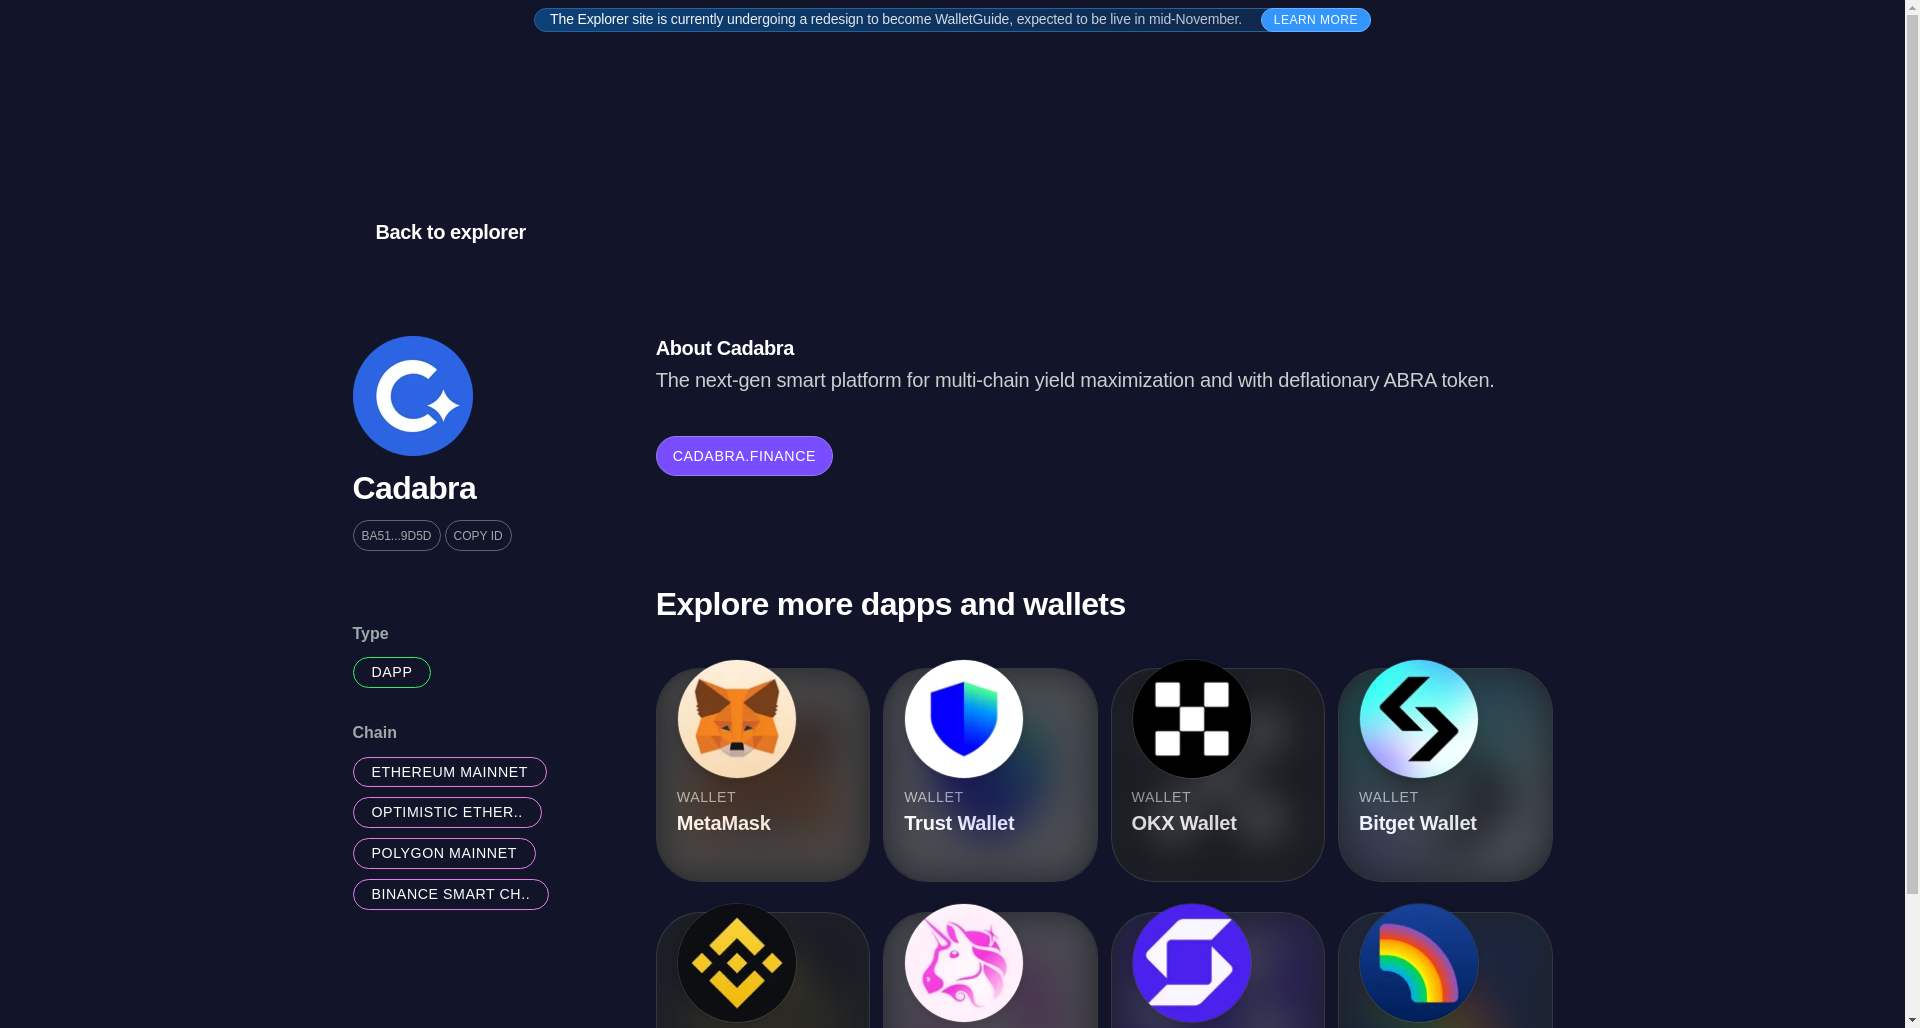 The Explorer site is currently undergoing a redesign to become WalletGuide, expected to be live in mid-November.
LEARN MORE
Back to explorer
Cadabra
BA51...9D5D
COPY ID
Type
DAPP
Chain
ETHEREUM MAINNET
OPTIMISTIC ETHER..
POLYGON MAINNET
BINANCE SMART CH..
About Cadabra
The next-gen smart platform for multi-chain yield maximization and with deflationary ABRA token.
CADABRA.FINANCE
Explore more dapps and wallets
WALLET
MetaMask
WALLET
Trust Wallet
WALLET
OKX Wallet
WALLET
Bitget Wallet